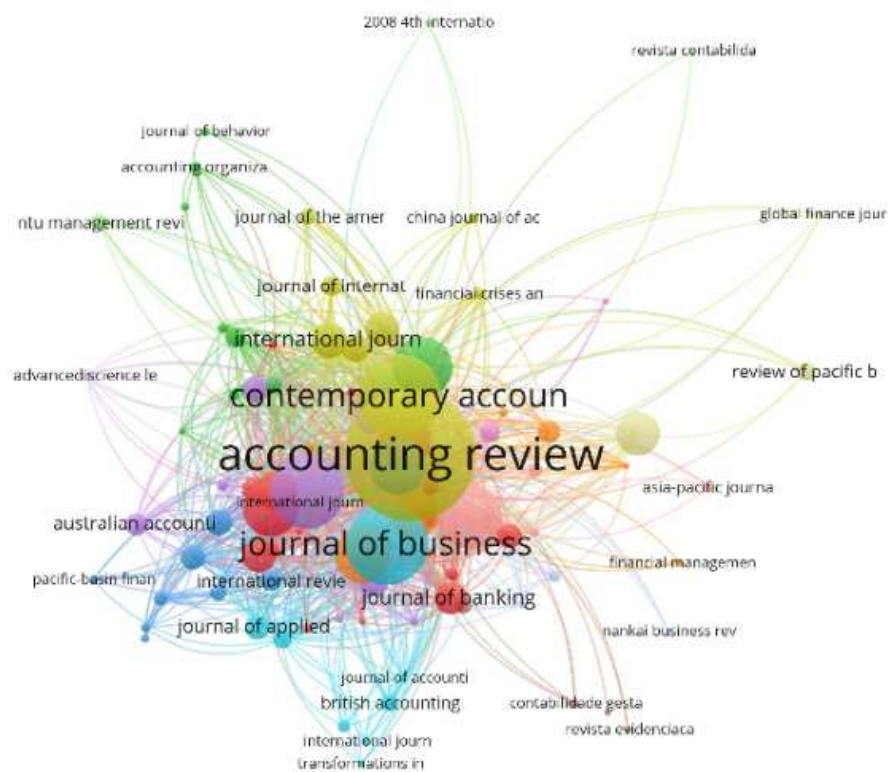 2008 4th internatio
revista contabilida
journal of behavior
accounting organiza
ntu management revi
journal of the amer
china journal of ac
global finance jour
journal of internat
financial crises an
international journ
advanced science le
review of pacific b
contemporary accoun
accounting review
asia-pacific journa
international journ
australian accounti
journal of business
financial managemen
pacific-basin finan
international revie
journal of banking
journal of applied
nankai business rev
journal of accounti
british accounting
contabilidade gesta
revista evidenciaca
international journ
transformations in